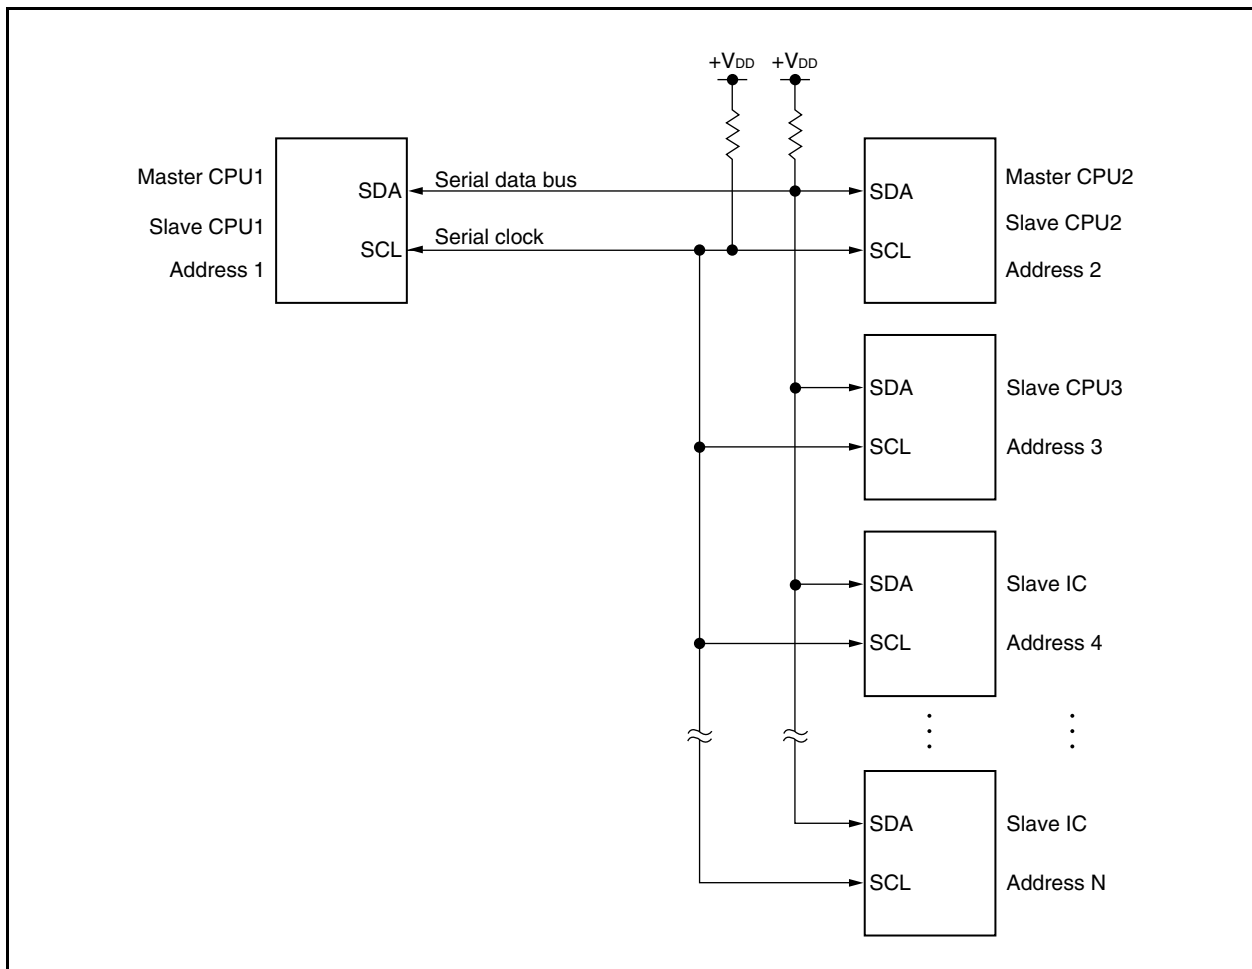 +VDD +VDD
Master CPU1
Slave CPU1
Address 1
SDA
SCL
Serial data bus
Serial clock
SDA
SCL
Master CPU2
Slave CPU2
Address 2
SDA
SCL
Slave CPU3
Address 3
SDA
SCL
Slave IC
Address 4
SDA
SCL
Slave IC
Address N